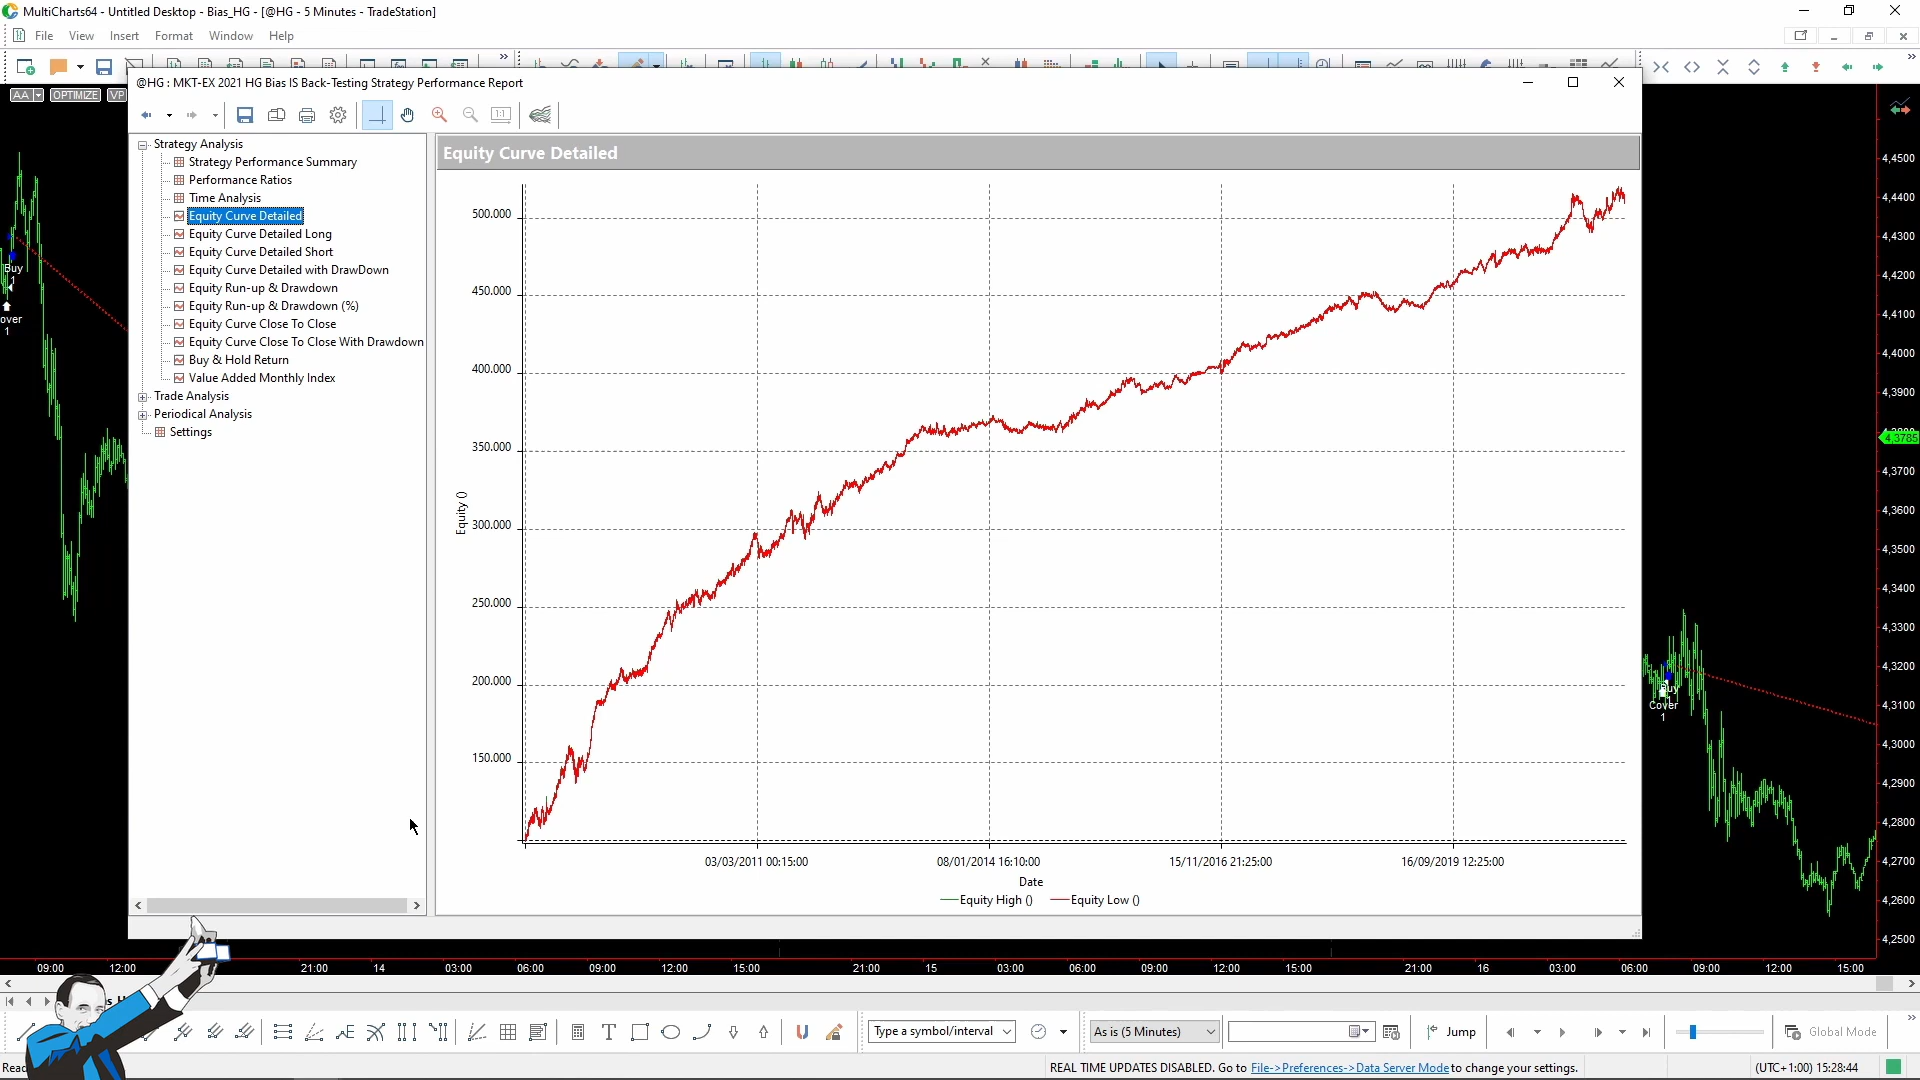 MultiCharts64 - Untitled Desktop - Bias_HG - [@HG - 5 Minutes - TradeStation]
File View Insert Format Window Help
@HG : MKT-EX 2021 HG Bias IS Back-Testing Strategy Performance Report
AA OPTIMIZE VP
1:1
Strategy Analysis
Strategy Performance Summary
Performance Ratios
Time Analysis
Equity Curve Detailed
Equity Curve Detailed Long
Equity Curve Detailed Short
Equity Curve Detailed with DrawDown
Equity Run-up & Drawdown
Equity Run-up & Drawdown (%)
Equity Curve Close To Close
Equity Curve Close To Close With Drawdown
Buy & Hold Return
Value Added Monthly Index
Trade Analysis
Periodical Analysis
Settings
Equity Curve Detailed
500.000
450.000
400.000
350.000
300.000
250.000
200.000
150.000
Equity ()
03/03/2011 00:15:00 08/01/2014 16:10:00 15/11/2016 21:25:00 16/09/2019 12:25:00
Date
Equity High () Equity Low ()
Buy
1
over
1
Buy
Cover
1
4,4500
4,4400
4,4300
4,4200
4,4100
4,4000
4,3900
4,3785
4,3700
4,3600
4,3500
4,3400
4,3300
4,3200
4,3100
4,3000
4,2900
4,2800
4,2700
4,2600
4,2500
09:00 12:00 21:00 14 03:00 06:00 09:00 12:00 15:00 21:00 15 03:00 06:00 09:00 12:00 15:00 21:00 16 03:00 06:00 09:00 12:00 15:00
Type a symbol/interval As is (5 Minutes) Jump Global Mode
REAL TIME UPDATES DISABLED. Go to File->Preferences->Data Server Mode to change your settings. (UTC+1:00) 15:28:44